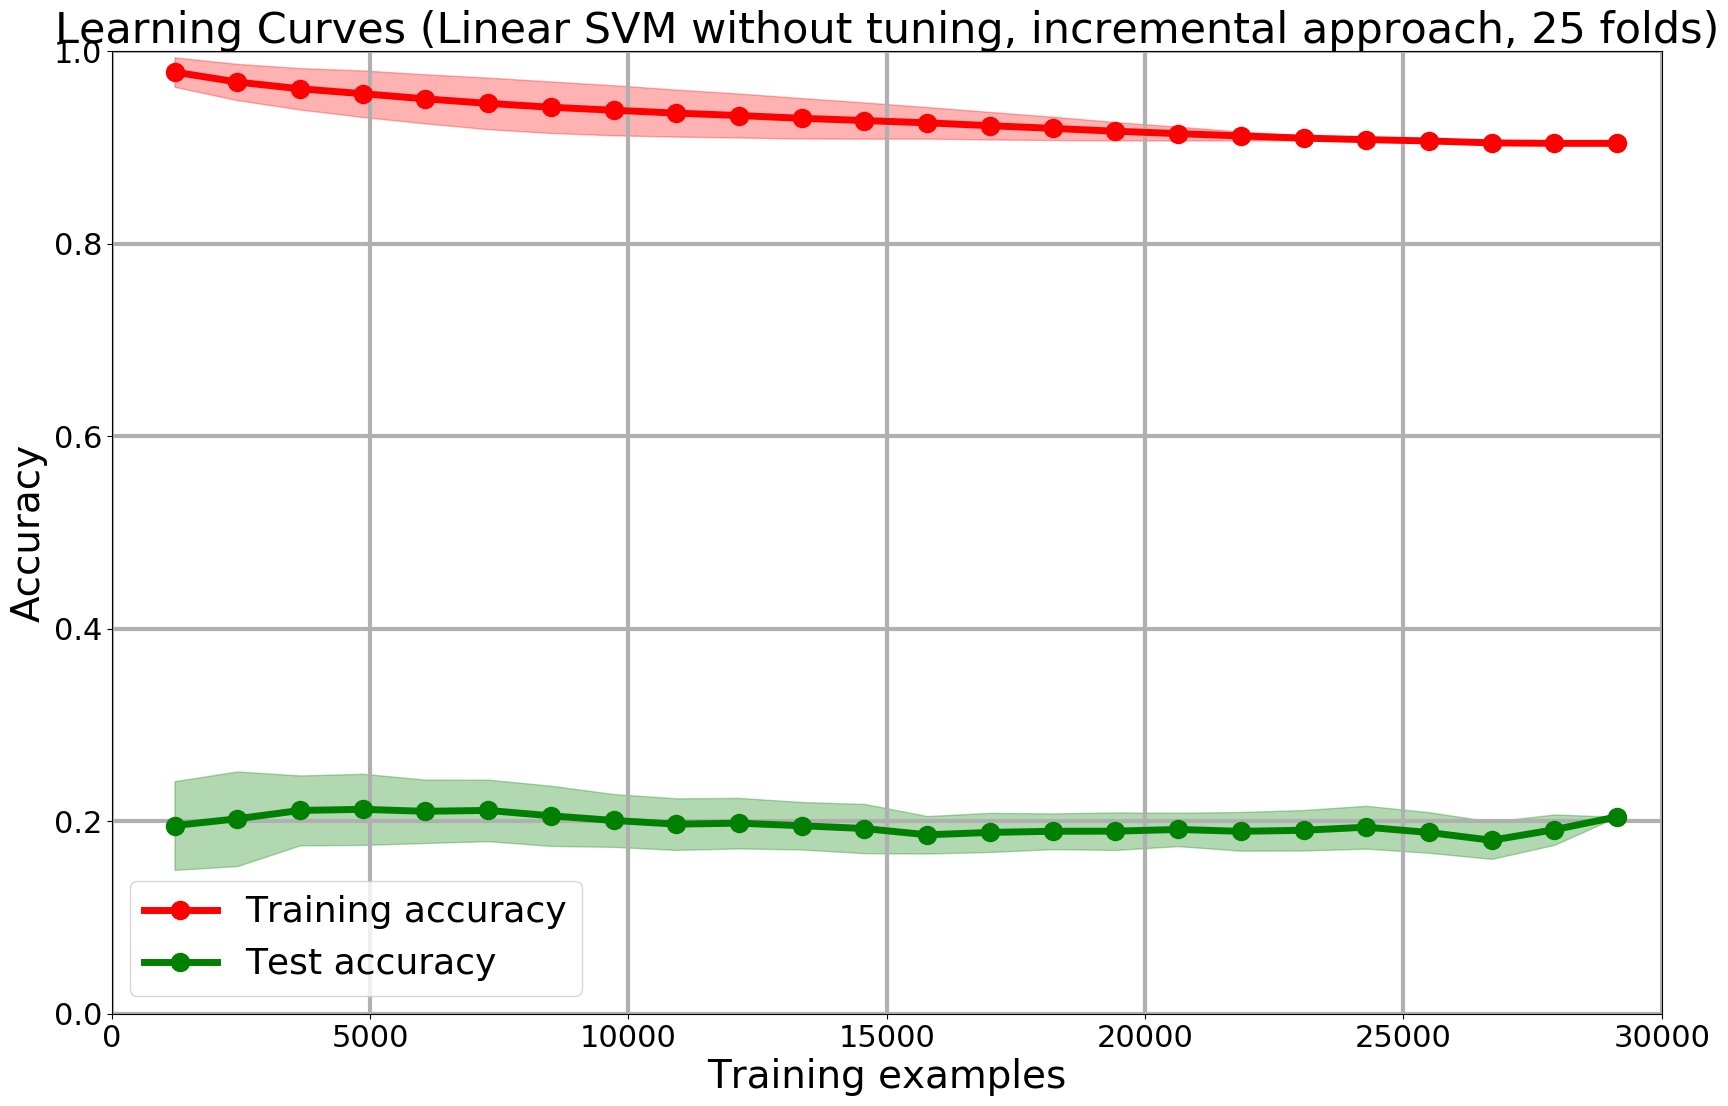 Learning Curves (Linear SVM without tuning, incremental approach, 25 folds)
1.0
0.8
0.6
0.4
0.2
0.0
Accuracy
Training accuracy
Test accuracy
0 5000 10000 15000 20000 25000 30000
Training examples